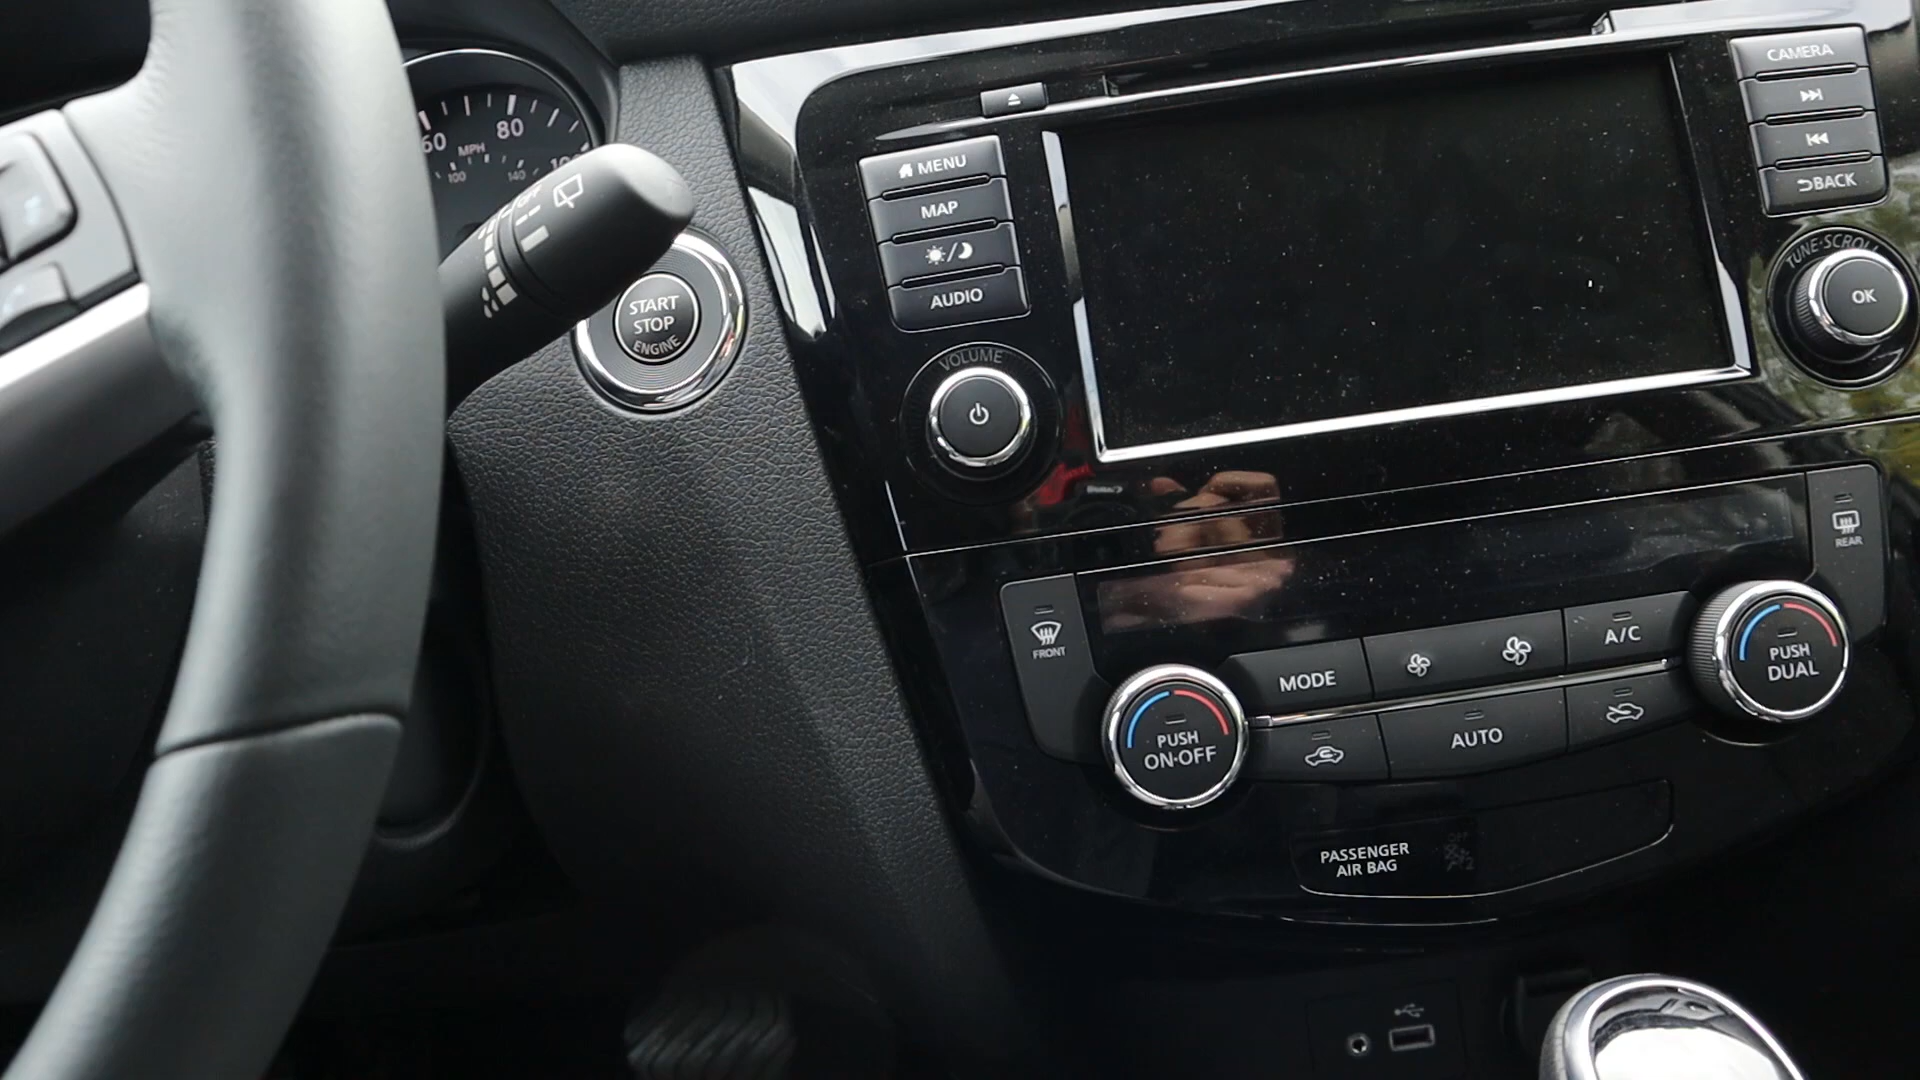 60
80
MPH
100
140
START
STOP
ENGINE
MENU
MAP
AUDIO
VOLUME
CAMERA
BACK
TUNE·SCROLL
OK
REAR
FRONT
MODE
A/C
PUSH
DUAL
PUSH
ON·OFF
AUTO
PASSENGER
AIR BAG
OFF